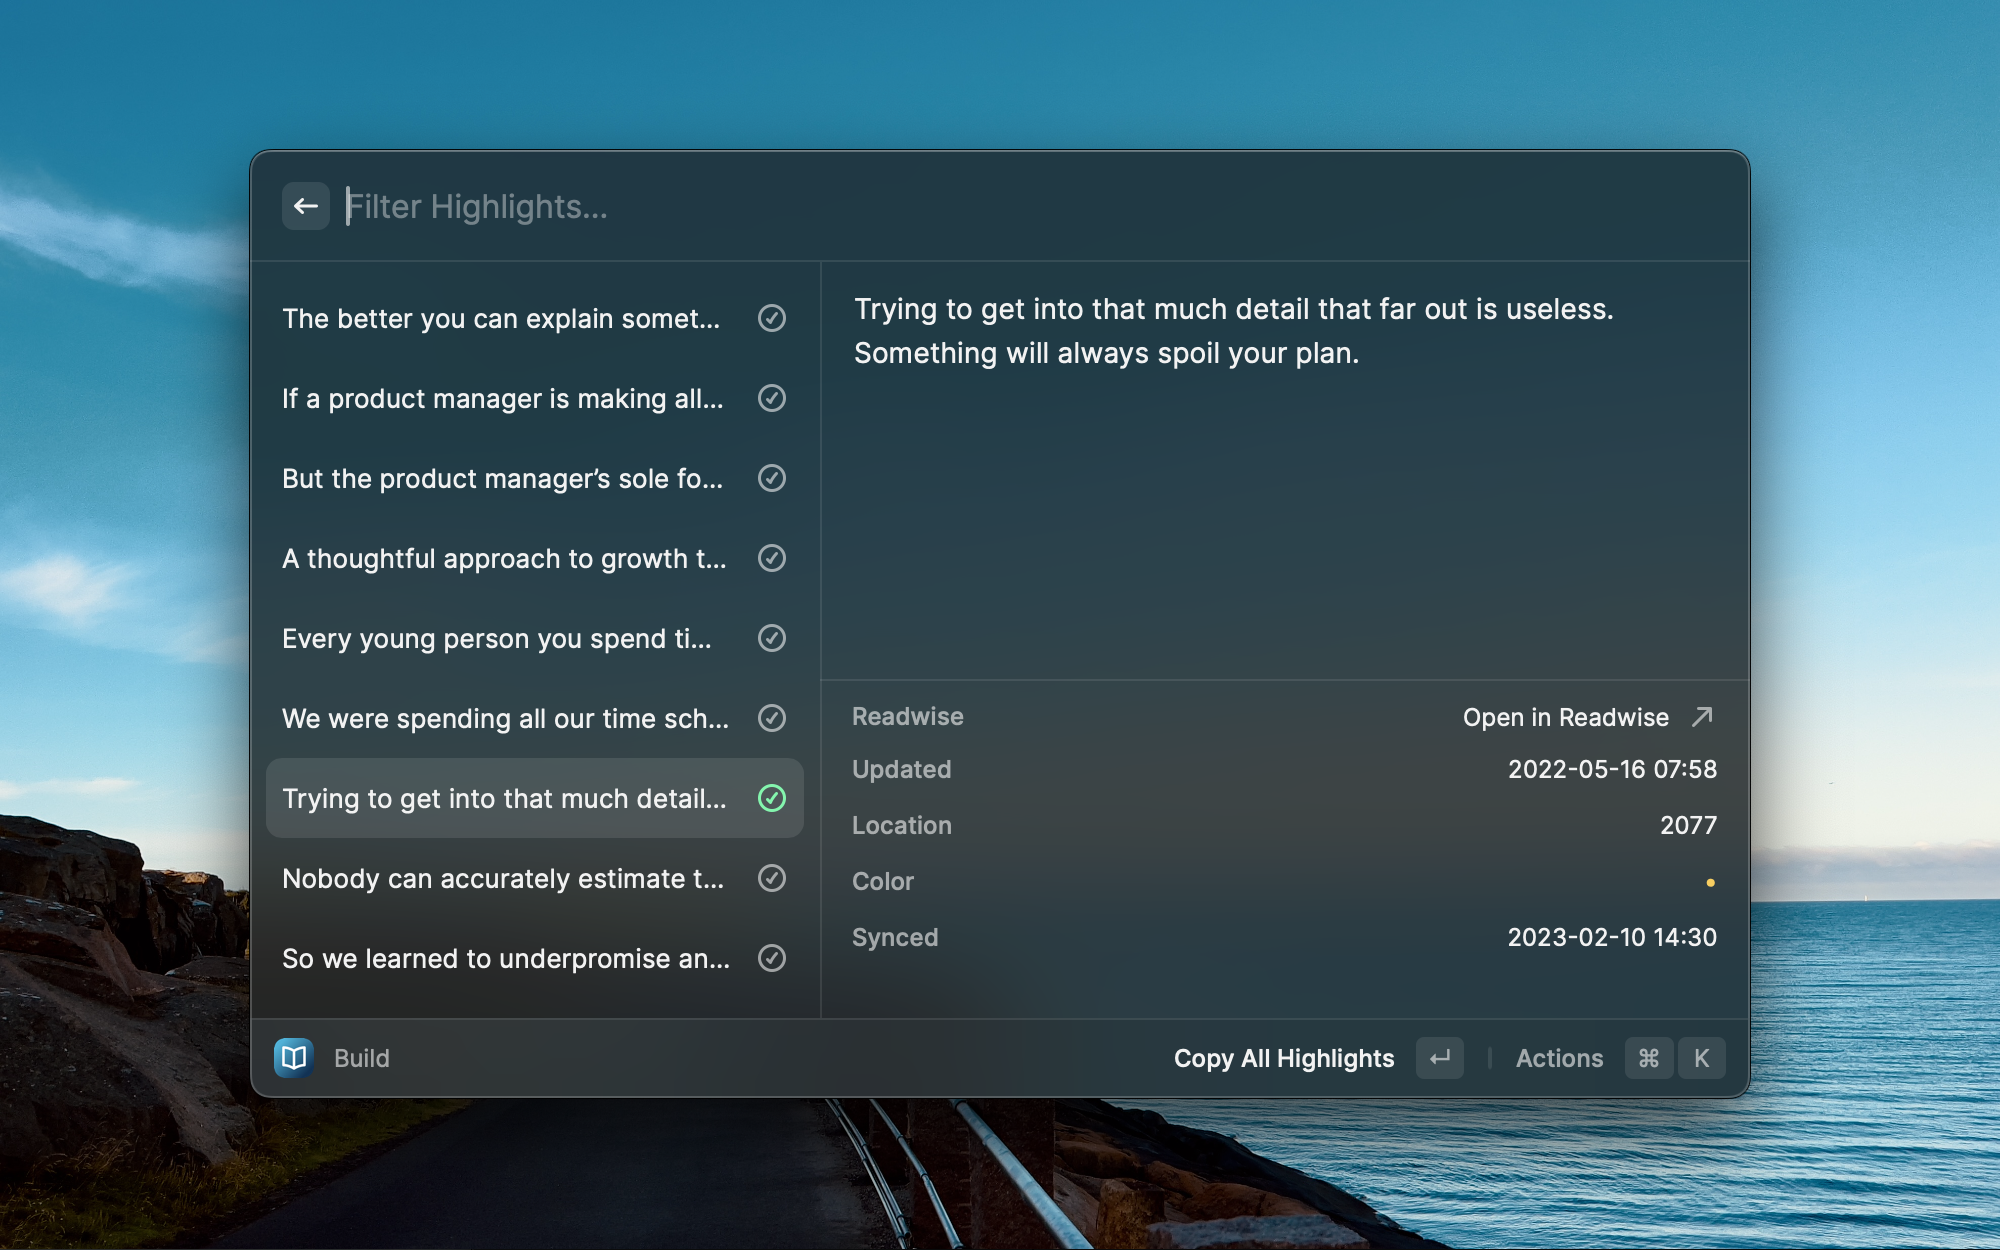 Filter Highlights...
The better you can explain somet...
If a product manager is making all...
But the product manager’s sole fo...
A thoughtful approach to growth t...
Every young person you spend ti...
We were spending all our time sch...
Trying to get into that much detail...
Nobody can accurately estimate t...
So we learned to underpromise an...
Trying to get into that much detail that far out is useless.
Something will always spoil your plan.
Readwise Open in Readwise
Updated 2022-05-16 07:58
Location 2077
Color
Synced 2023-02-10 14:30
Build Copy All Highlights Actions ⌘ K